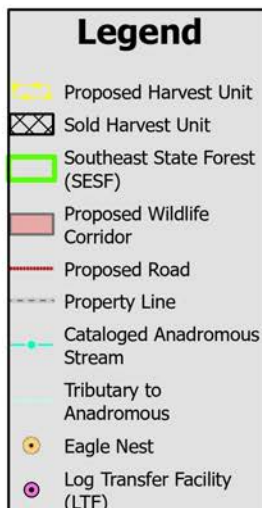 Legend
Proposed Harvest Unit
Sold Harvest Unit
Southeast State Forest
(SESF)
Proposed Wildlife
Corridor
Proposed Road
Property Line
Cataloged Anadromous
Stream
Tributary to
Anadromous
Eagle Nest
Log Transfer Facility
(LTF)